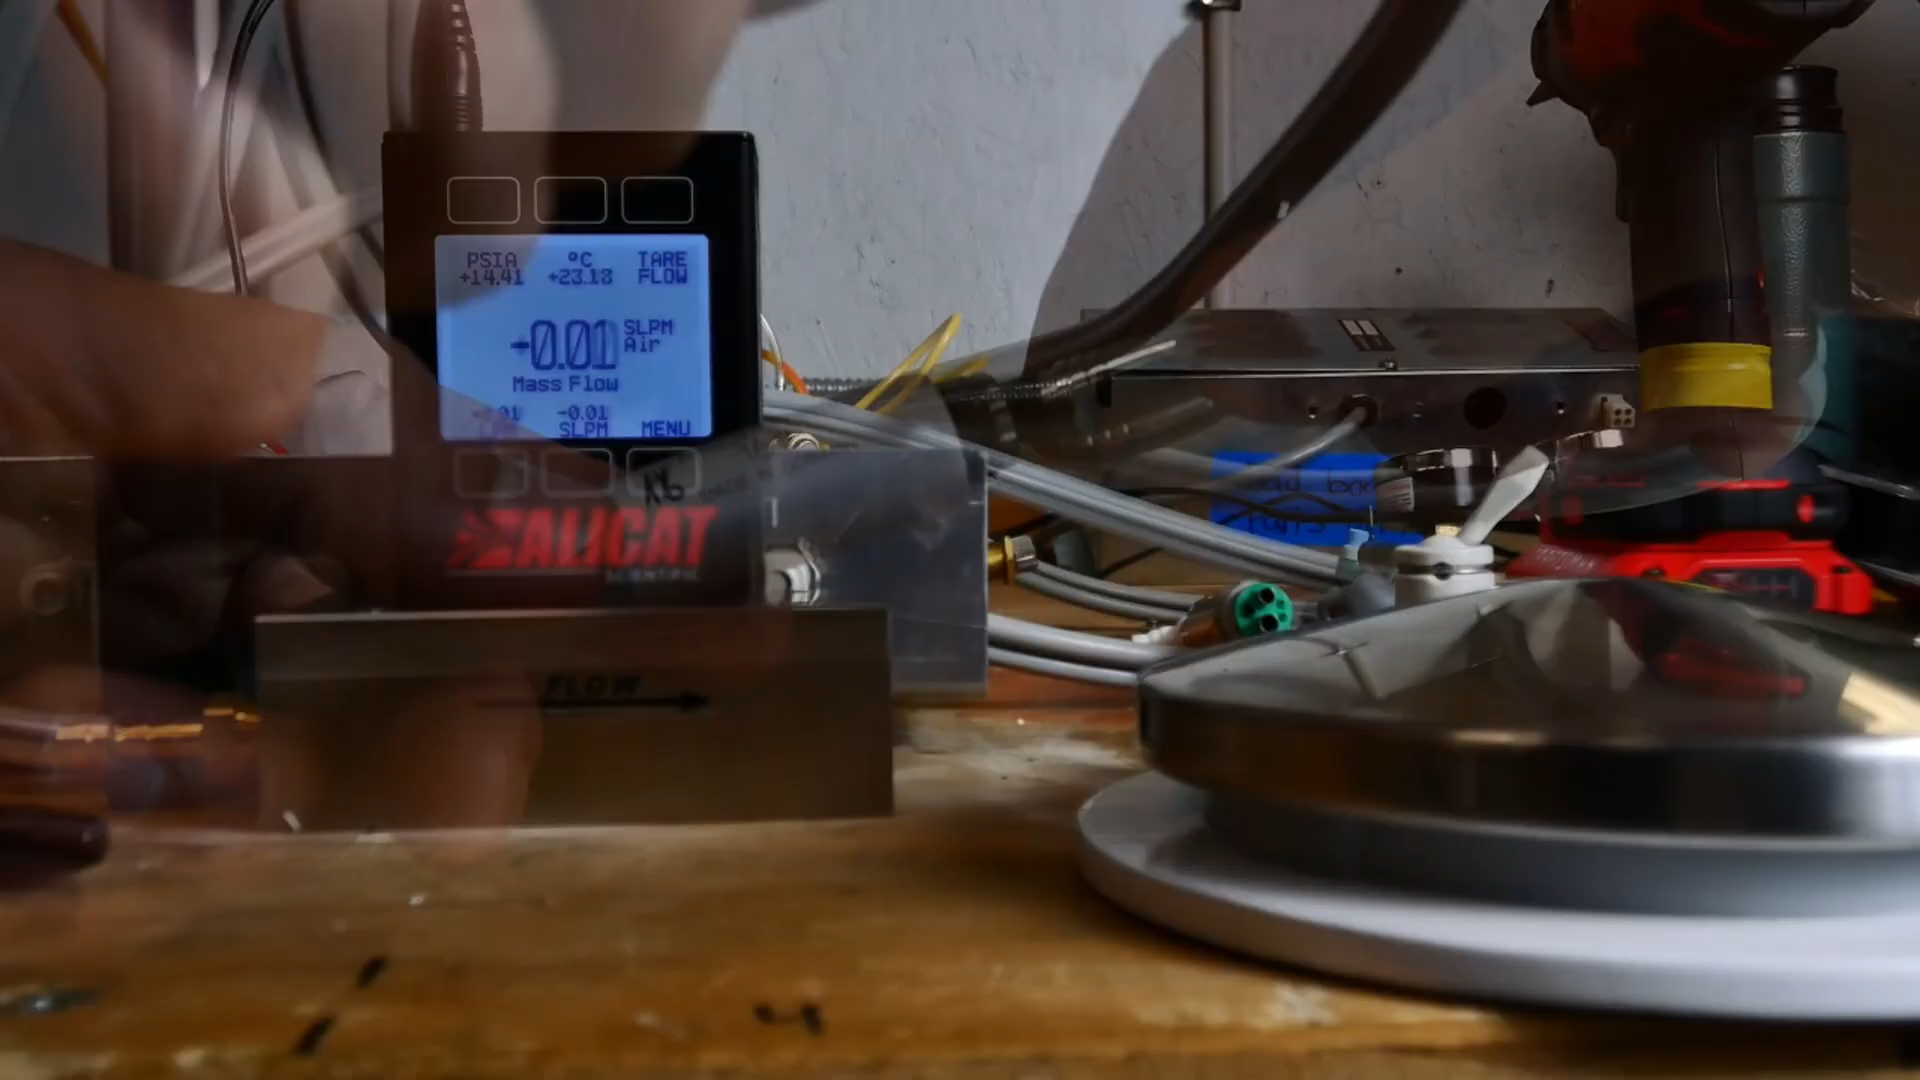 PSIA °C TARE
+14.41 +23.18 FLOW
-0.01 SLPM
Air
Mass Flow
-0.01
SLPM MENU
ALICAT
SCIENTIFIC
FLOW